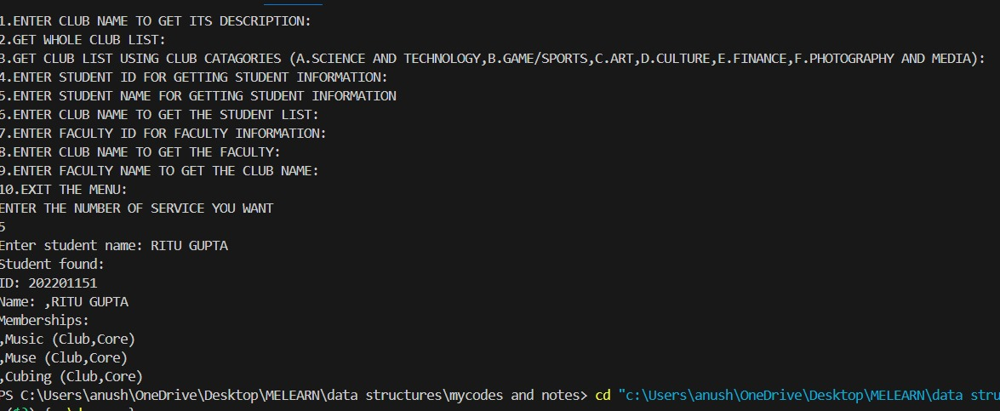 1.ENTER CLUB NAME TO GET ITS DESCRIPTION:
2.GET WHOLE CLUB LIST:
3.GET CLUB LIST USING CLUB CATAGORIES (A.SCIENCE AND TECHNOLOGY,B.GAME/SPORTS,C.ART,D.CULTURE,E.FINANCE,F.PHOTOGRAPHY AND MEDIA):
4.ENTER STUDENT ID FOR GETTING STUDENT INFORMATION:
5.ENTER STUDENT NAME FOR GETTING STUDENT INFORMATION
6.ENTER CLUB NAME TO GET THE STUDENT LIST:
7.ENTER FACULTY ID FOR FACULTY INFORMATION:
8.ENTER CLUB NAME TO GET THE FACULTY:
9.ENTER FACULTY NAME TO GET THE CLUB NAME:
10.EXIT THE MENU:
ENTER THE NUMBER OF SERVICE YOU WANT
5
Enter student name: RITU GUPTA
Student found:
ID: 202201151
Name: ,RITU GUPTA
Memberships:
,Music (Club,Core)
,Muse (Club,Core)
,Cubing (Club,Core)
PS C:\Users\anush\OneDrive\Desktop\MELEARN\data structures\mycodes and notes> cd "c:\Users\anush\OneDrive\Desktop\MELEARN\data stru